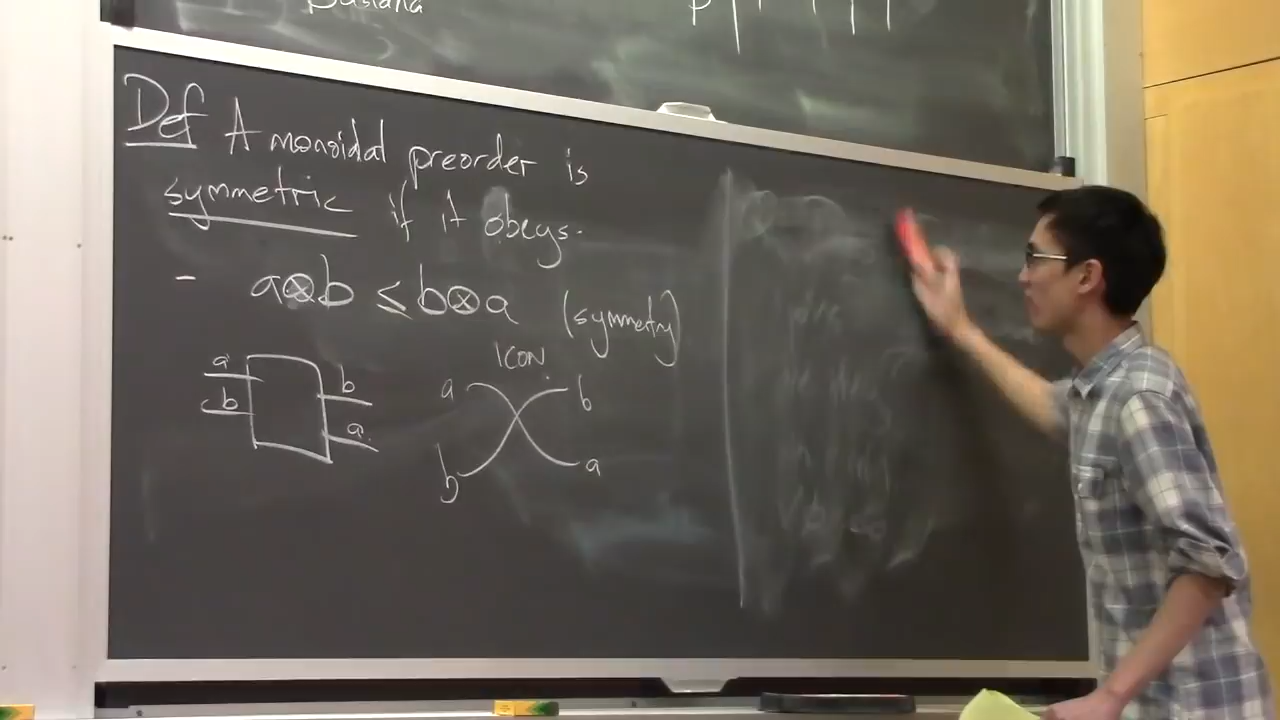 Def A monoidal preorder is
symmetric if it obeys.
- a⊗b ≤ b⊗a (symmetry)
ICON.
a b
b a.
a b
b a